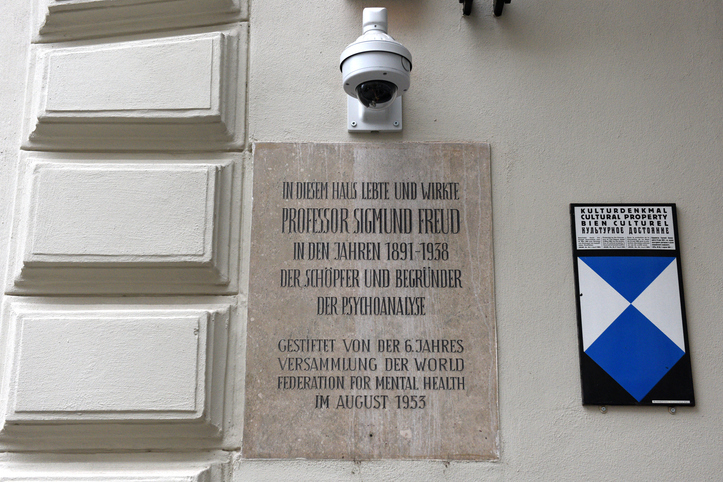 IN DIESEM HAUS LEBTE UND WIRKTE
PROFESSOR SIGMUND FREUD
IN DEN JAHREN 1891-1938
DER SCHÖPFER UND BEGRÜNDER
DER PSYCHOANALYSE
GESTIFTET VON DER 6. JAHRES
VERSAMMLUNG DER WORLD
FEDERATION FOR MENTAL HEALTH
IM AUGUST 1953
KULTURDENKMAL
CULTURAL PROPERTY
BIEN CULTUREL
КУЛЬТУРНОЕ ДОСТОЯНИЕ